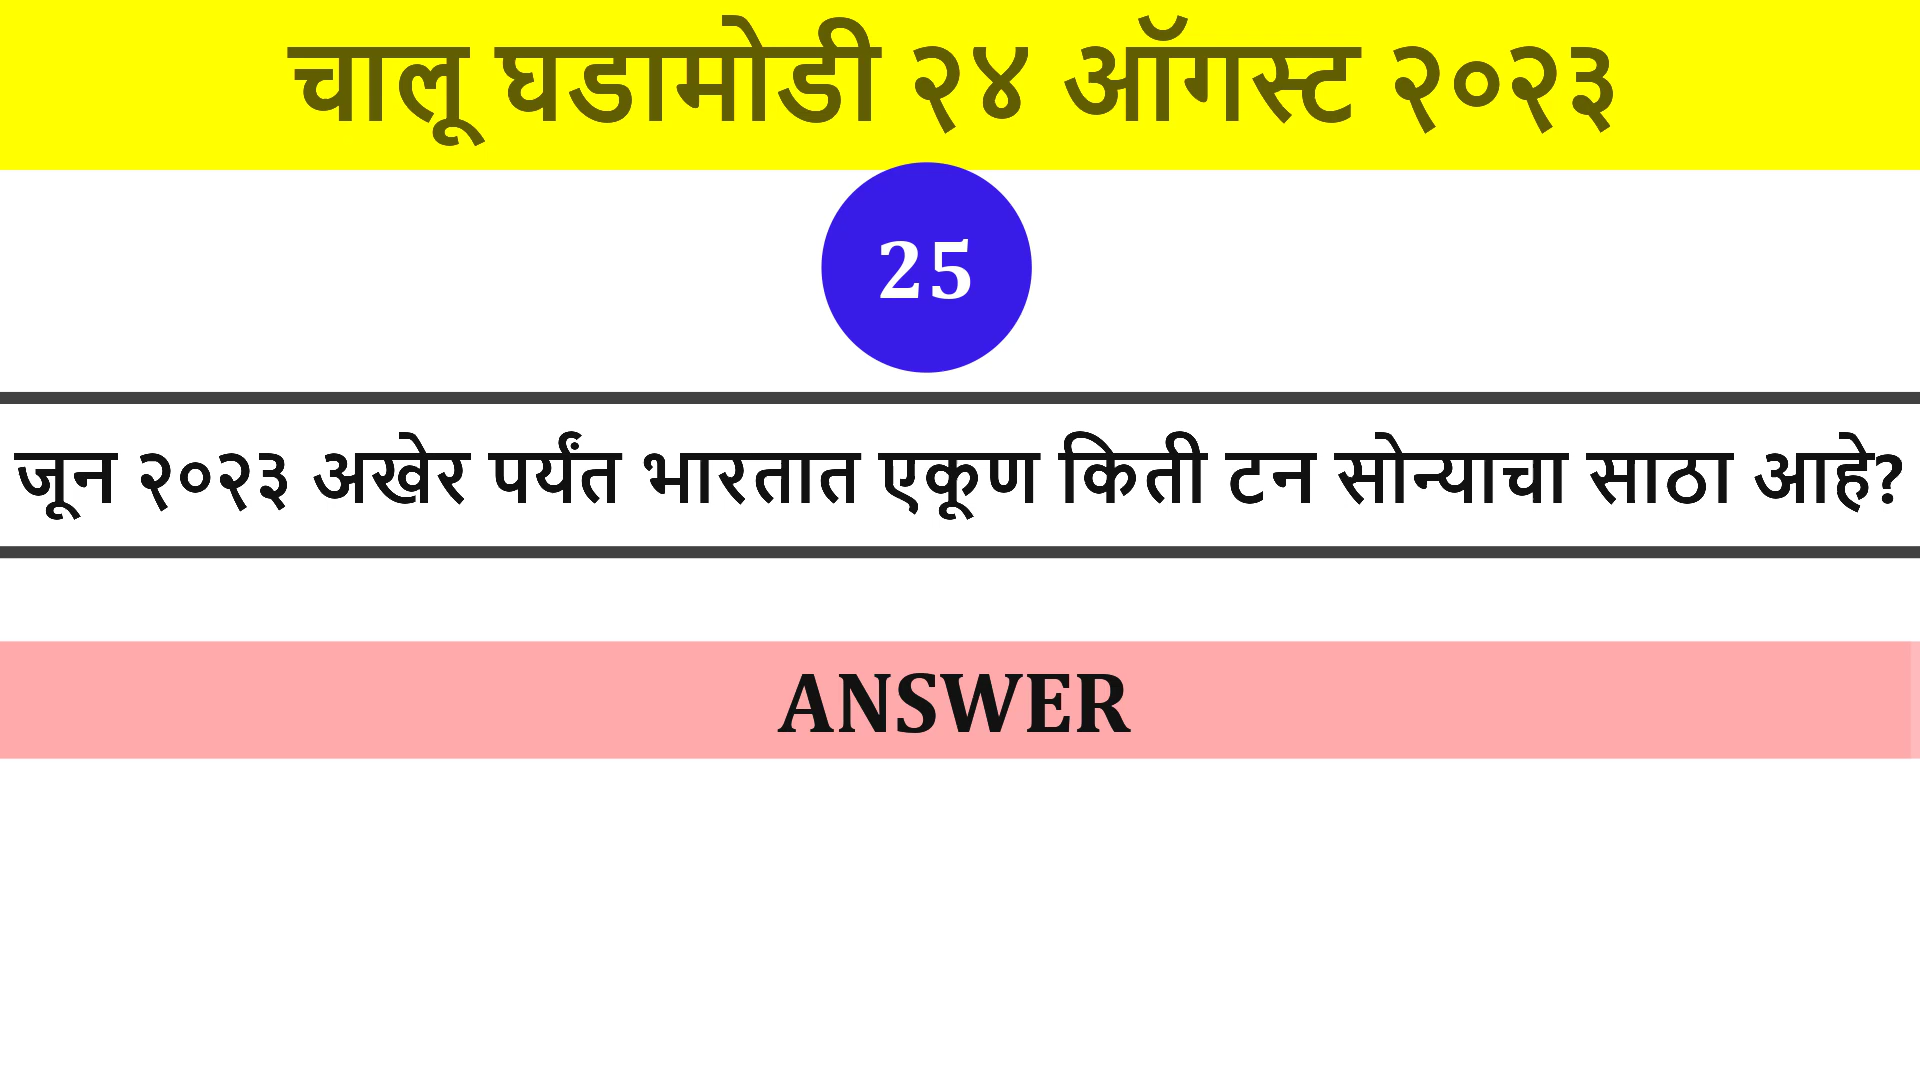 चालू घडामोडी २४ ऑगस्ट २०२३
25
जून २०२३ अखेर पर्यंत भारतात एकूण किती टन सोन्याचा साठा आहे?
ANSWER